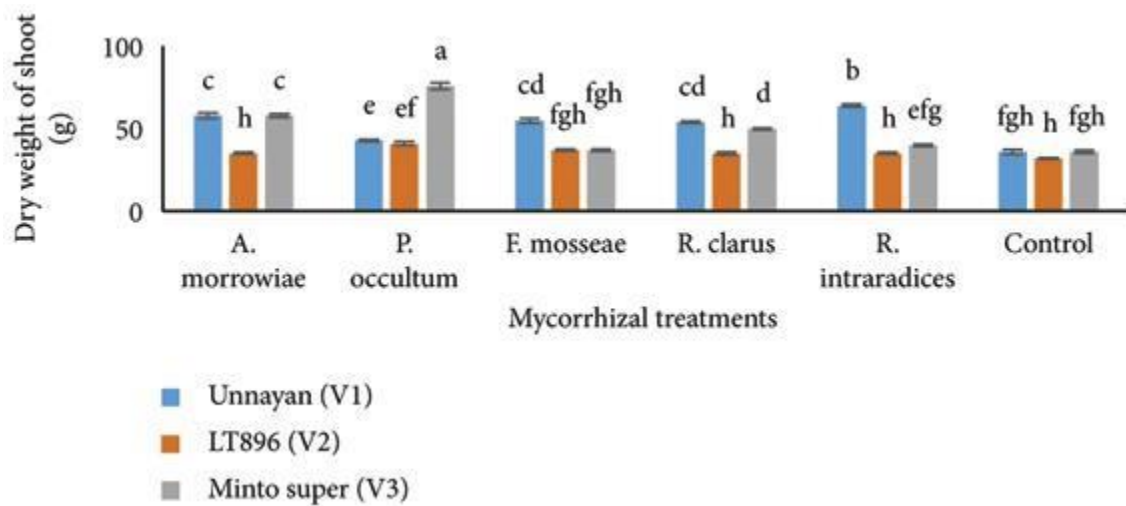 Dry weight of shoot
(g)
100
50
0
c h c
e ef a
cd fgh fgh
cd h d
b h efg
fgh h fgh
A.
morrowiae
P.
occultum
F. mosseae
R. clarus
R.
intraradices
Control
Mycorrhizal treatments
Unnayan (V1)
LT896 (V2)
Minto super (V3)